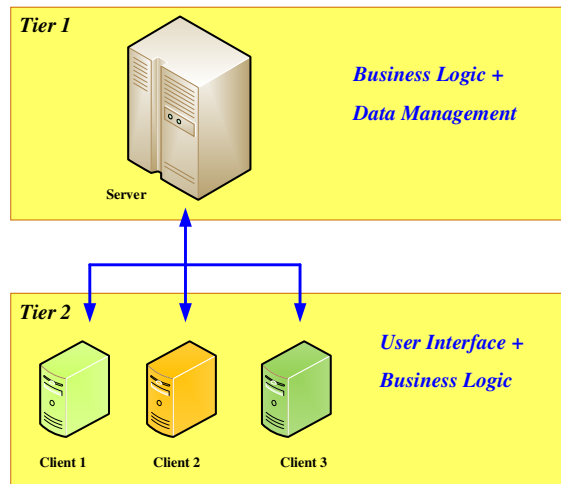 Tier 1
Business Logic +
Data Management
Server
Tier 2
User Interface +
Business Logic
Client 1
Client 2
Client 3